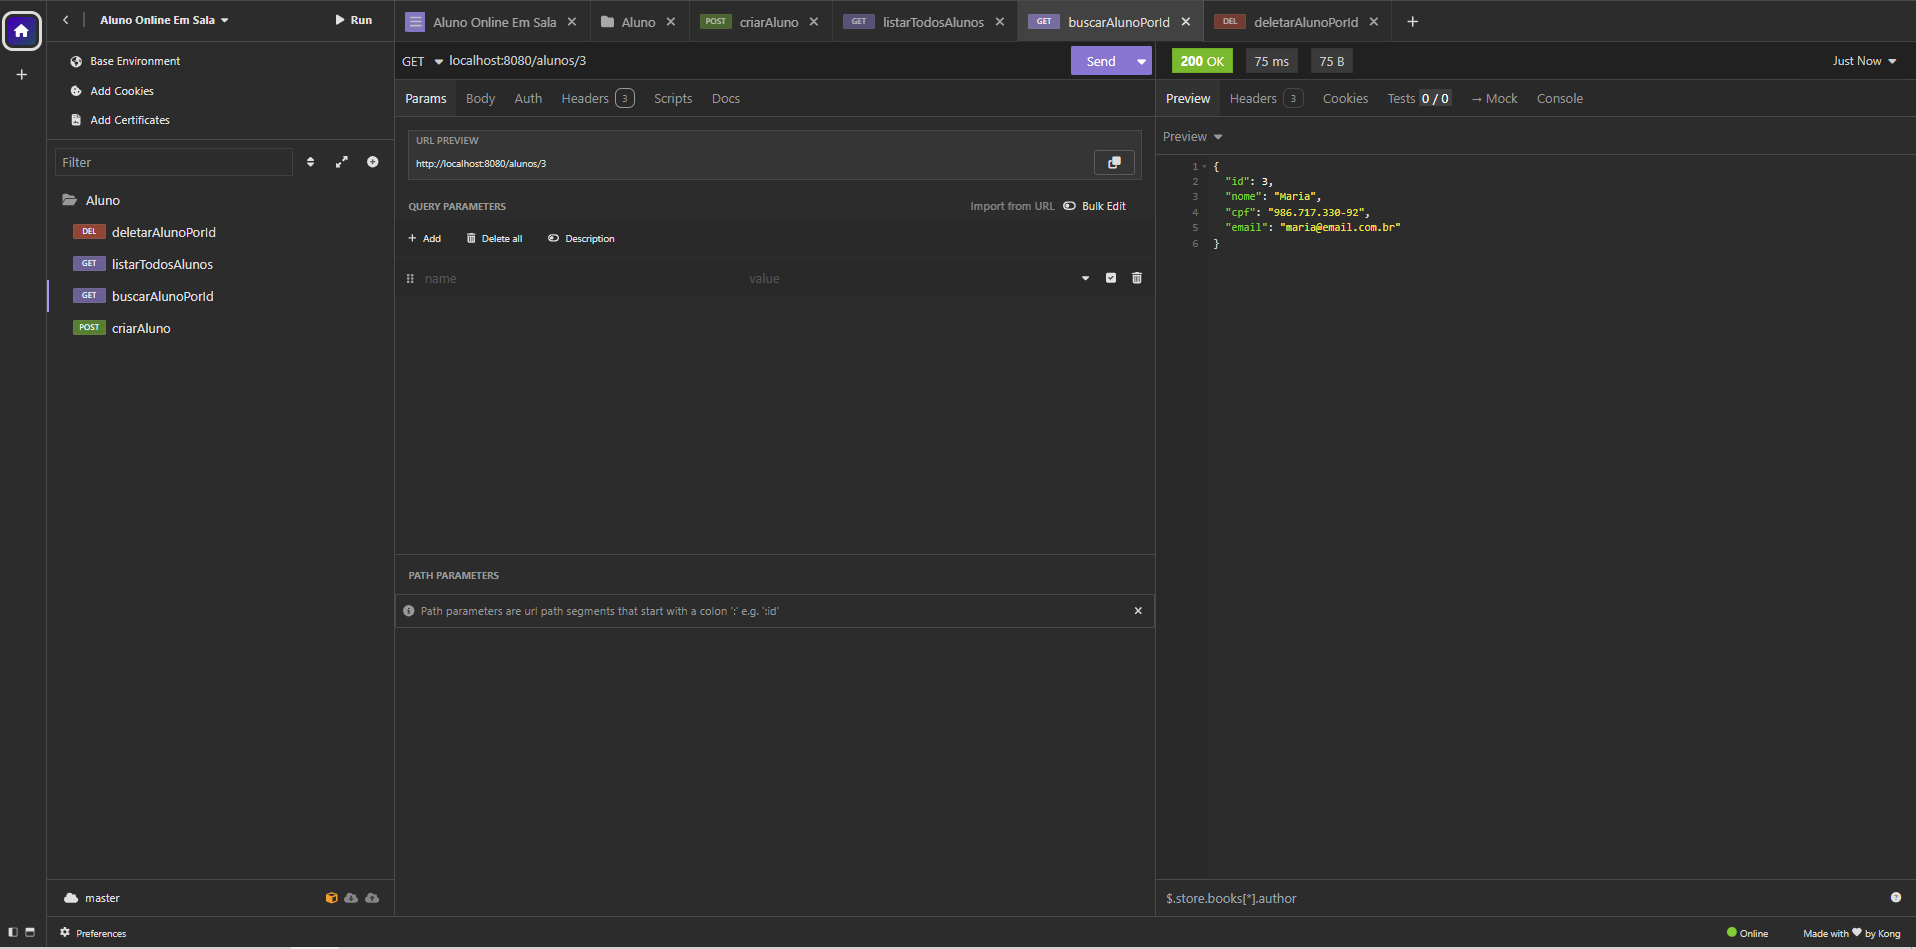 Aluno Online Em Sala
Run
Aluno Online Em Sala
Aluno
POST criarAluno
GET listarTodosAlunos
GET buscarAlunoPorId
DEL deletarAlunoPorId
Base Environment
Add Cookies
Add Certificates
Filter
Aluno
DEL deletarAlunoPorId
GET listarTodosAlunos
GET buscarAlunoPorId
POST criarAluno
master
Preferences
GET localhost:8080/alunos/3
Send
Params Body Auth Headers 3 Scripts Docs
URL PREVIEW
http://localhost:8080/alunos/3
QUERY PARAMETERS
Import from URL Bulk Edit
Add Delete all Description
name value
PATH PARAMETERS
Path parameters are url path segments that start with a colon ':' e.g. ':id'
200 OK 75 ms 75 B
Just Now
Preview Headers 3 Cookies Tests 0 / 0 → Mock Console
Preview
1 {
2 "id": 3,
3 "nome": "Maria",
4 "cpf": "986.717.330-92",
5 "email": "maria@email.com.br"
6 }
$.store.books[*].author
Online
Made with ♥ by Kong